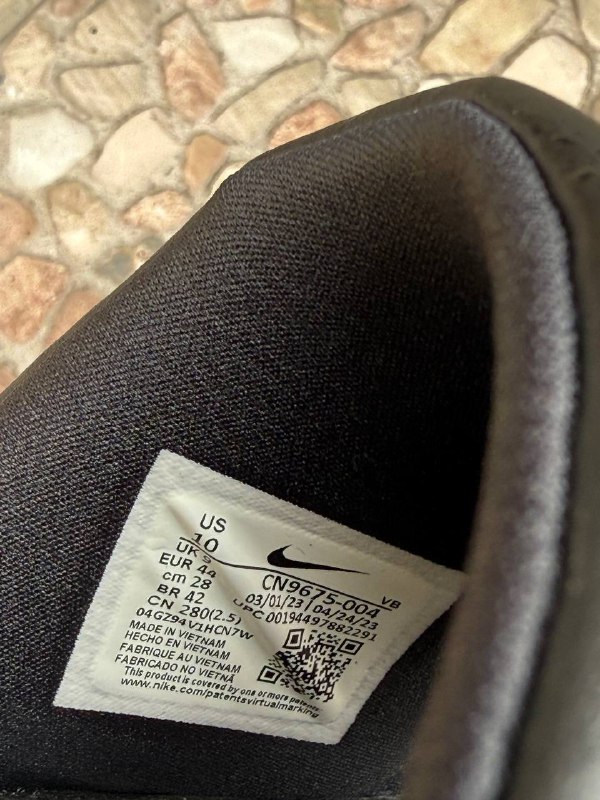 US
10
UK 9
EUR 44
cm 28
BR 42
CN 280(2.5)
04GZ94V1HCN7W
MADE IN VIETNAM
HECHO EN VIETNAM
FABRIQUE AU VIETNAM
FABRICADO NO VIETNÃ
This product is covered by one or more patents
www.nike.com/patentsvirtualmarking
VB
CN9675-004
03/01/23 04/24/23
UPC 00194497862291